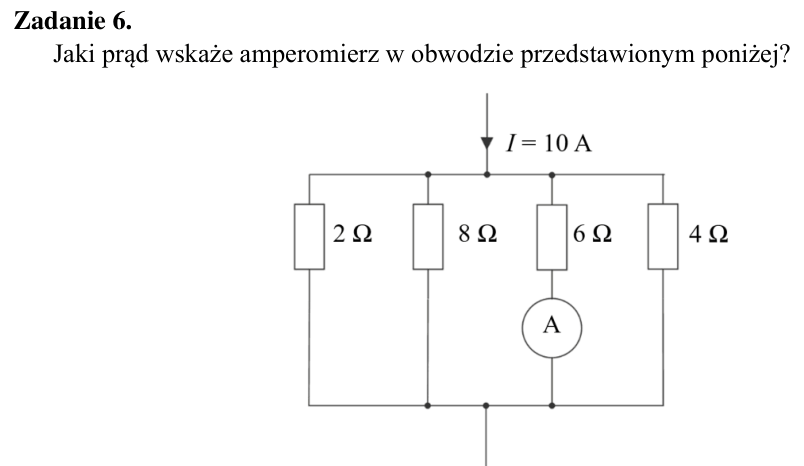 Zadanie 6.
Jaki prąd wskaże amperomierz w obwodzie przedstawionym poniżej?
I = 10 A
2 Ω
8 Ω
6 Ω
4 Ω
A